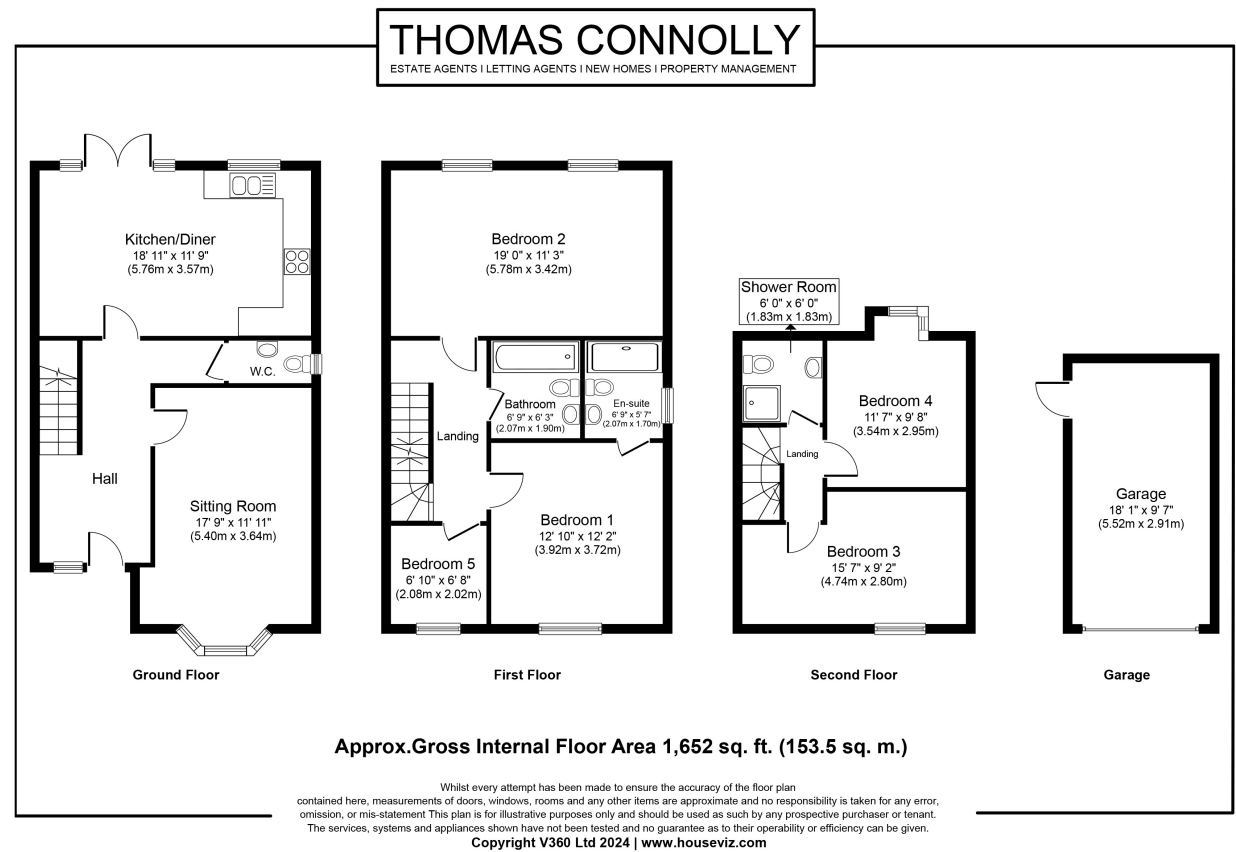 THOMAS CONNOLLY
ESTATE AGENTS I LETTING AGENTS I NEW HOMES I PROPERTY MANAGEMENT
Kitchen/Diner
18' 11" x 11' 9"
(5.76m x 3.57m)
W.C.
Hall
Sitting Room
17' 9" x 11' 11"
(5.40m x 3.64m)
Ground Floor
Bedroom 2
19' 0" x 11' 3"
(5.78m x 3.42m)
Bathroom
6' 9" x 6' 3"
(2.07m x 1.90m)
En-suite
6' 9" x 5' 7"
(2.07m x 1.70m)
Landing
Bedroom 1
12' 10" x 12' 2"
(3.92m x 3.72m)
Bedroom 5
6' 10" x 6' 8"
(2.08m x 2.02m)
First Floor
Shower Room
6' 0" x 6' 0"
(1.83m x 1.83m)
Bedroom 4
11' 7" x 9' 8"
(3.54m x 2.95m)
Landing
Bedroom 3
15' 7" x 9' 2"
(4.74m x 2.80m)
Second Floor
Garage
18' 1" x 9' 7"
(5.52m x 2.91m)
Garage
Approx.Gross Internal Floor Area 1,652 sq. ft. (153.5 sq. m.)
Whilst every attempt has been made to ensure the accuracy of the floor plan
contained here, measurements of doors, windows, rooms and any other items are approximate and no responsibility is taken for any error,
omission, or mis-statement This plan is for illustrative purposes only and should be used as such by any prospective purchaser or tenant.
The services, systems and appliances shown have not been tested and no guarantee as to their operability or efficiency can be given.
Copyright V360 Ltd 2024 | www.houseviz.com